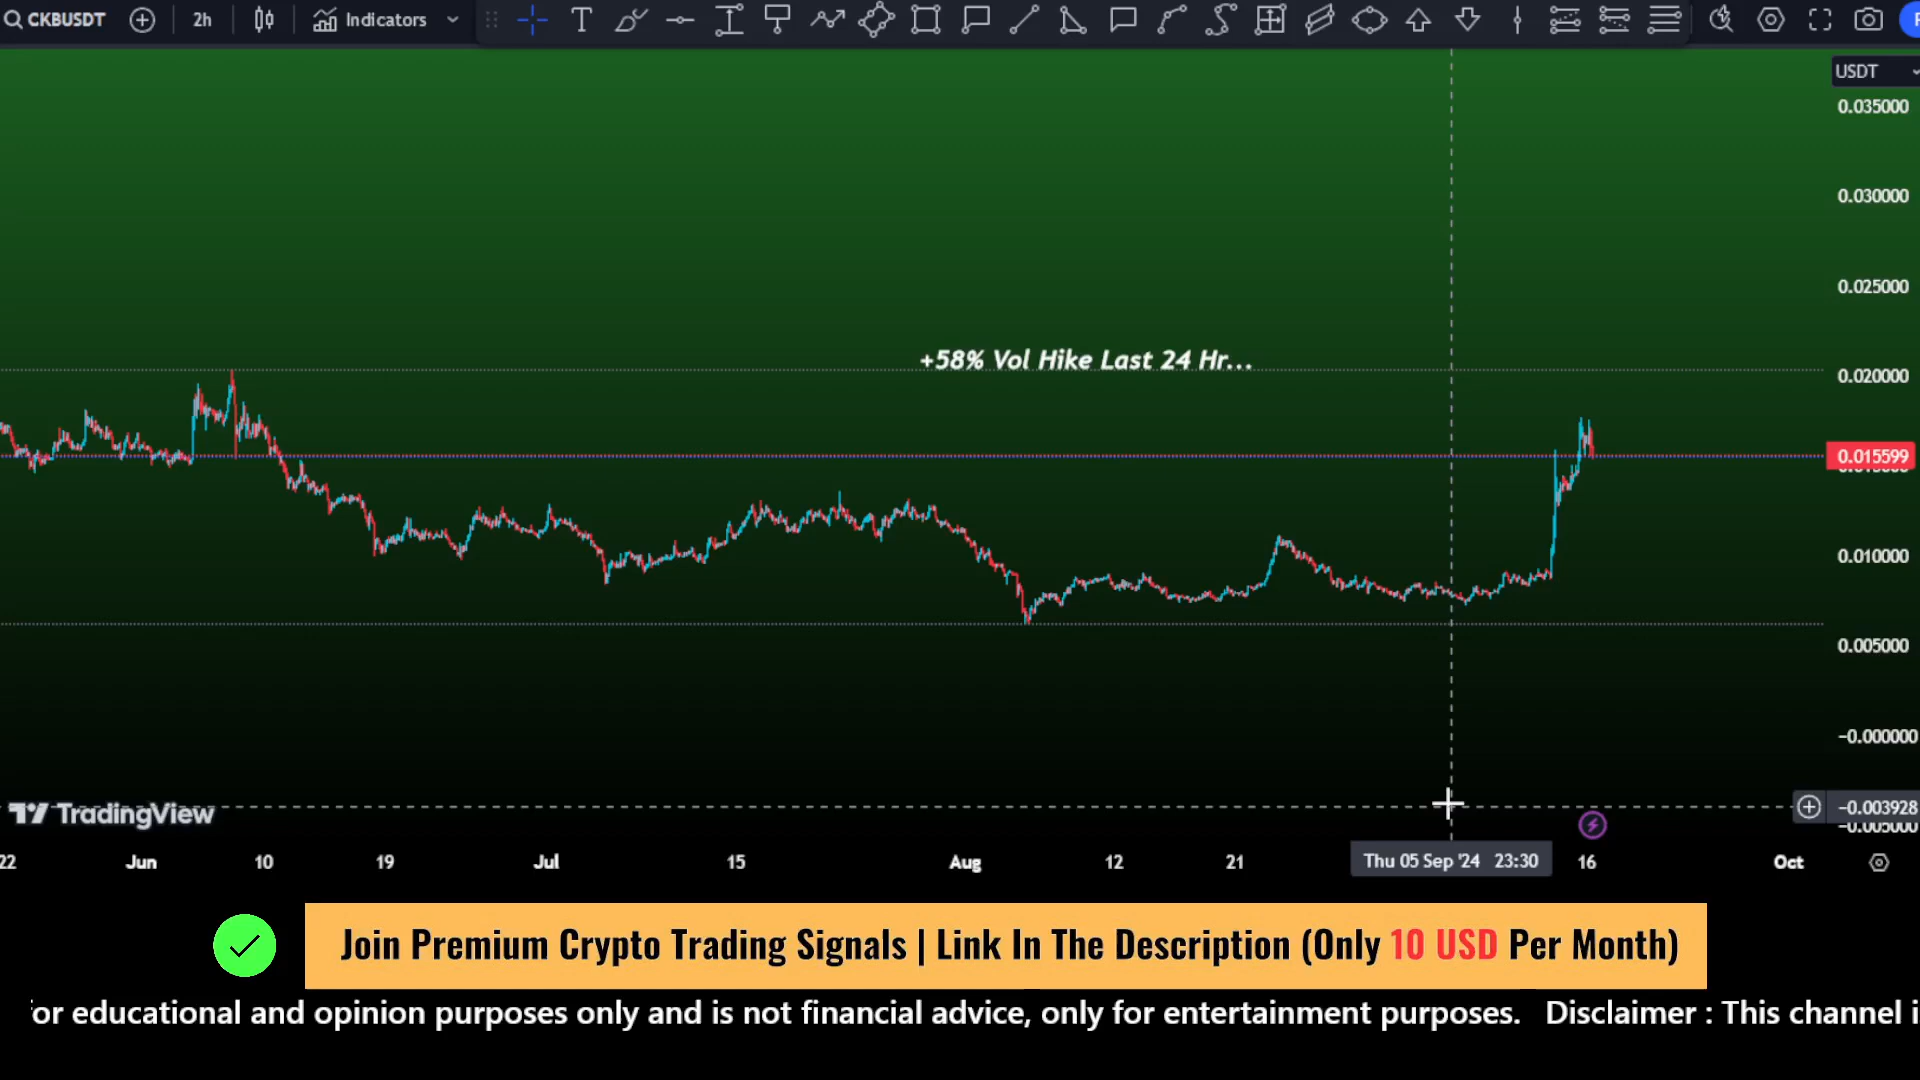 CKBUSDT
2h
Indicators
USDT
0.035000
0.030000
0.025000
+58% Vol Hike Last 24 Hr...
0.020000
0.015599
0.010000
0.005000
−0.000000
−0.003928
−0.005000
TradingView
22 Jun 10 19 Jul 15 Aug 12 21 Thu 05 Sep '24 23:30 16 Oct
Join Premium Crypto Trading Signals | Link In The Description (Only 10 USD Per Month)
or educational and opinion purposes only and is not financial advice, only for entertainment purposes. Disclaimer : This channel i